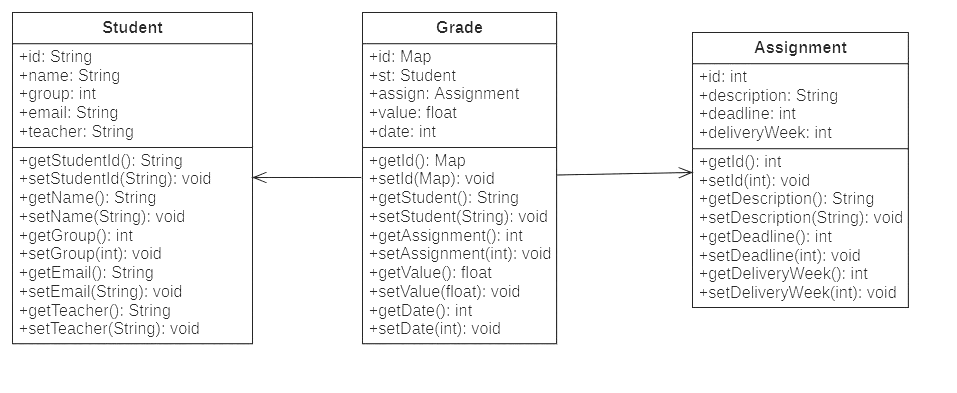 Student
+id: String
+name: String
+group: int
+email: String
+teacher: String
+getStudentId(): String
+setStudentId(String): void
+getName(): String
+setName(String): void
+getGroup(): int
+setGroup(int): void
+getEmail(): String
+setEmail(String): void
+getTeacher(): String
+setTeacher(String): void
Grade
+id: Map
+st: Student
+assign: Assignment
+value: float
+date: int
+getId(): Map
+setId(Map): void
+getStudent(): String
+setStudent(String): void
+getAssignment(): int
+setAssignment(int): void
+getValue(): float
+setValue(float): void
+getDate(): int
+setDate(int): void
Assignment
+id: int
+description: String
+deadline: int
+deliveryWeek: int
+getId(): int
+setId(int): void
+getDescription(): String
+setDescription(String): void
+getDeadline(): int
+setDeadline(int): void
+getDeliveryWeek(): int
+setDeliveryWeek(int): void